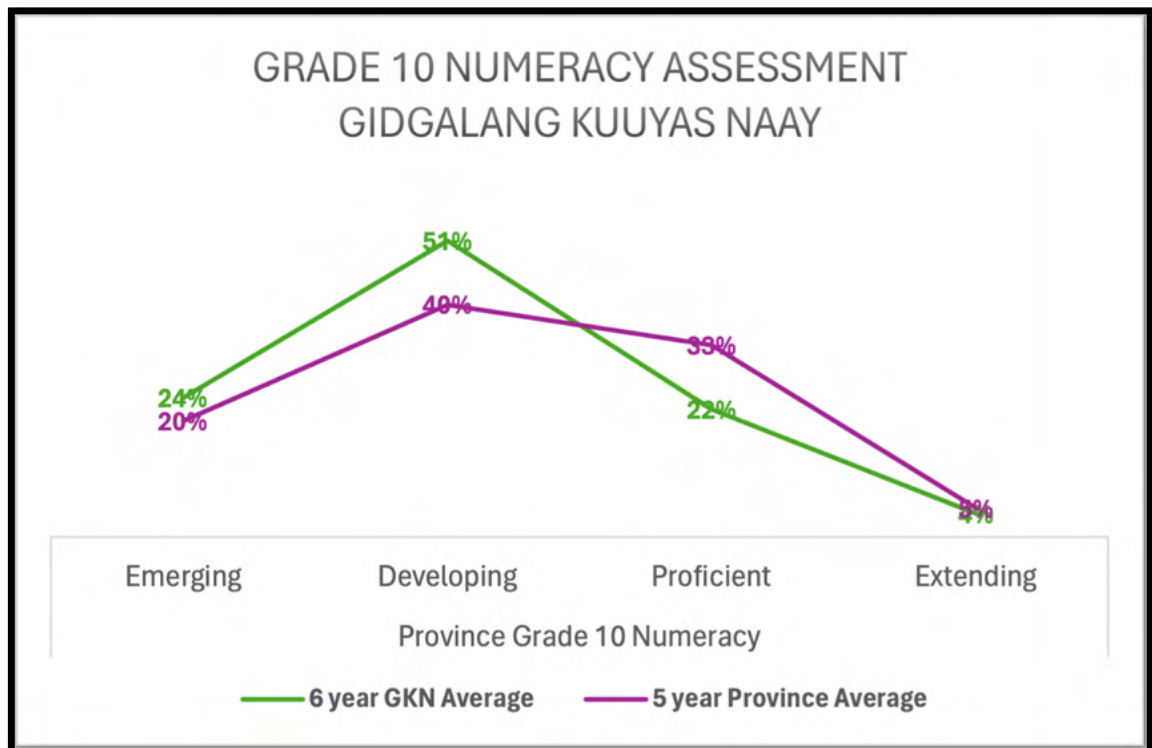 GRADE 10 NUMERACY ASSESSMENT
GIDGALANG KUUYAS NAAY
51%
40%
33%
24%
22%
20%
5%
4%
Emerging Developing Proficient Extending
Province Grade 10 Numeracy
6 year GKN Average 5 year Province Average